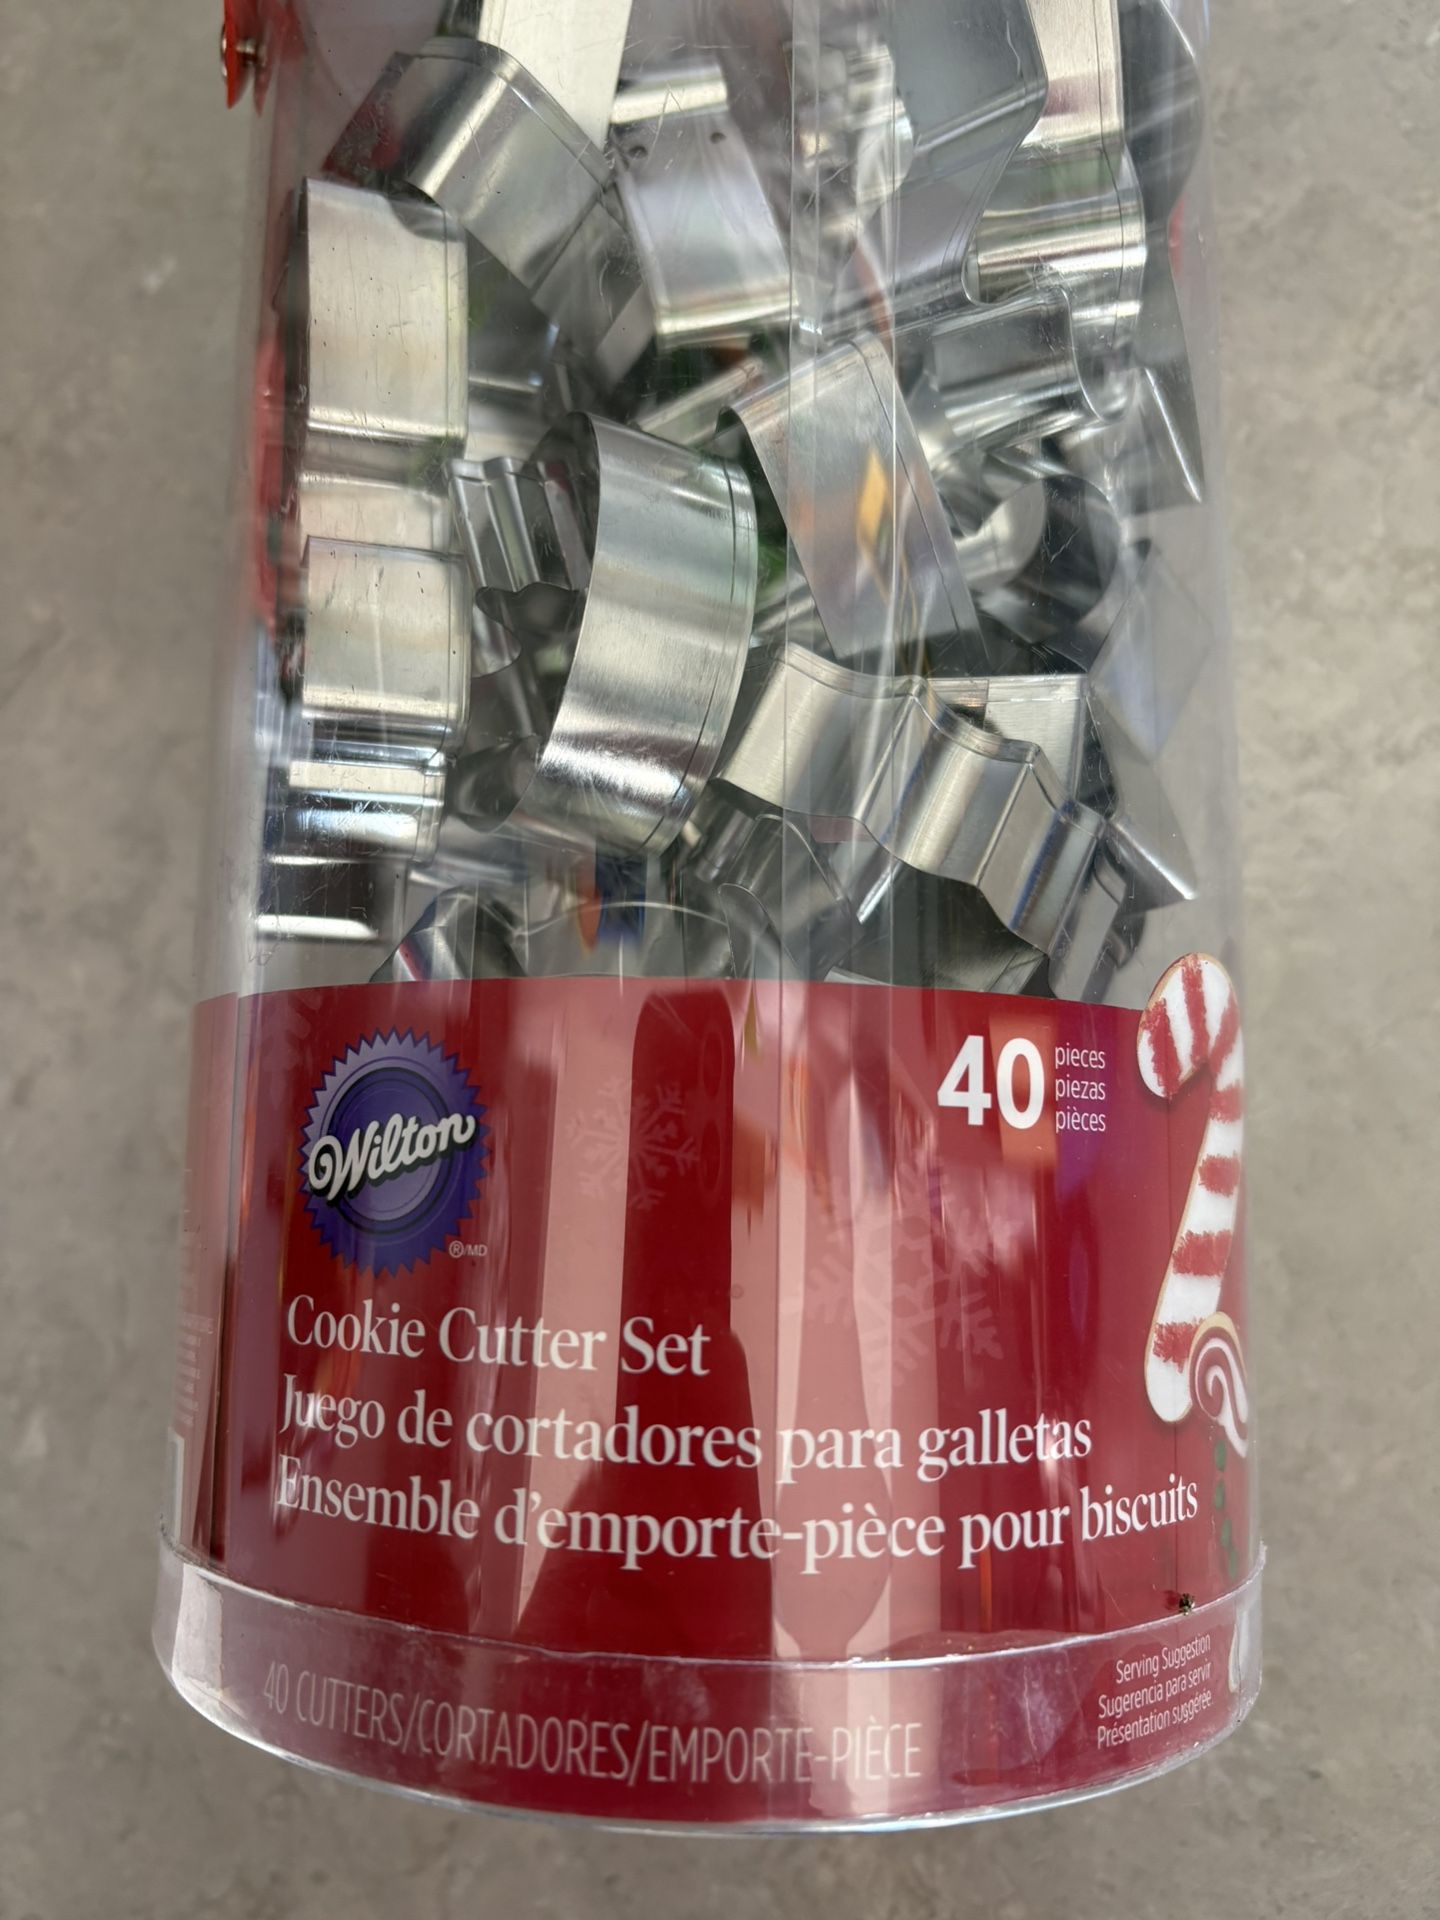 Wilton
®/MD
40
pieces
piezas
pièces
Cookie Cutter Set
Juego de cortadores para galletas
Ensemble d'emporte-pièce pour biscuits
40 CUTTERS/CORTADORES/EMPORTE-PIÈCE
Serving Suggestion
Sugerencia para servir
Présentation suggérée